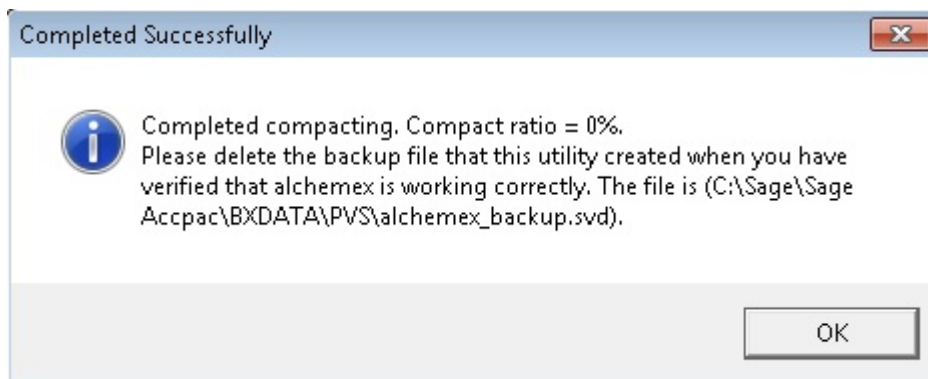 Completed Successfully
Completed compacting. Compact ratio = 0%.
Please delete the backup file that this utility created when you have
verified that alchemex is working correctly. The file is (C:\Sage\Sage
Accpac\BXDATA\PVS\alchemex_backup.svd).
OK